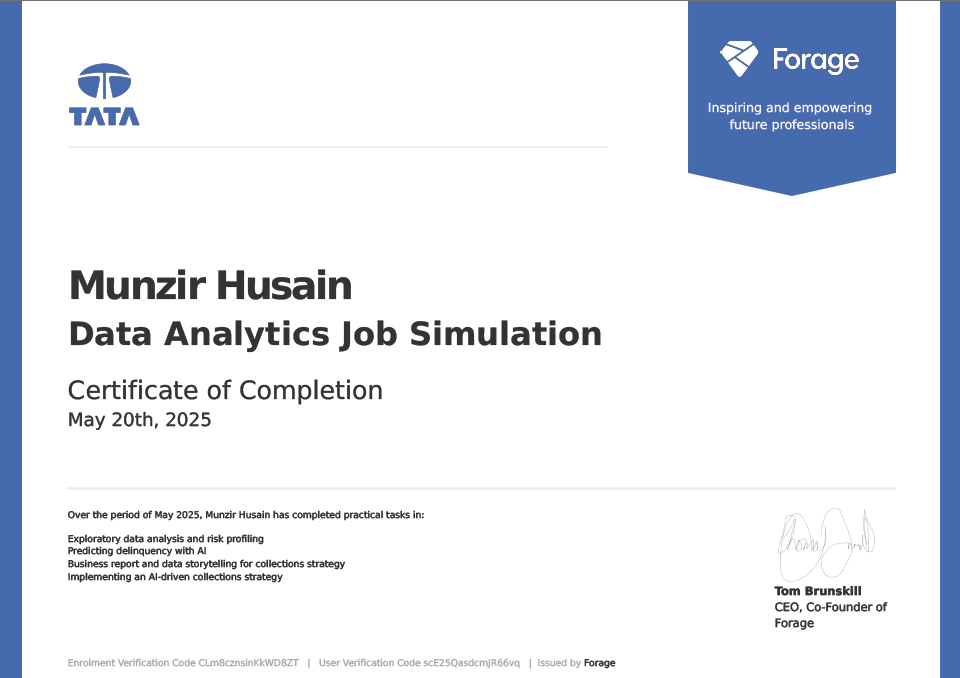 TATA
Forage
Inspiring and empowering
future professionals
Munzir Husain
Data Analytics Job Simulation
Certificate of Completion
May 20th, 2025
Over the period of May 2025, Munzir Husain has completed practical tasks in:
Exploratory data analysis and risk profiling
Predicting delinquency with AI
Business report and data storytelling for collections strategy
Implementing an AI-driven collections strategy
Tom Brunskill
CEO, Co-Founder of
Forage
Enrolment Verification Code CLm8cznsinKkWD8ZT | User Verification Code scE25QasdcmJR66vq | Issued by Forage